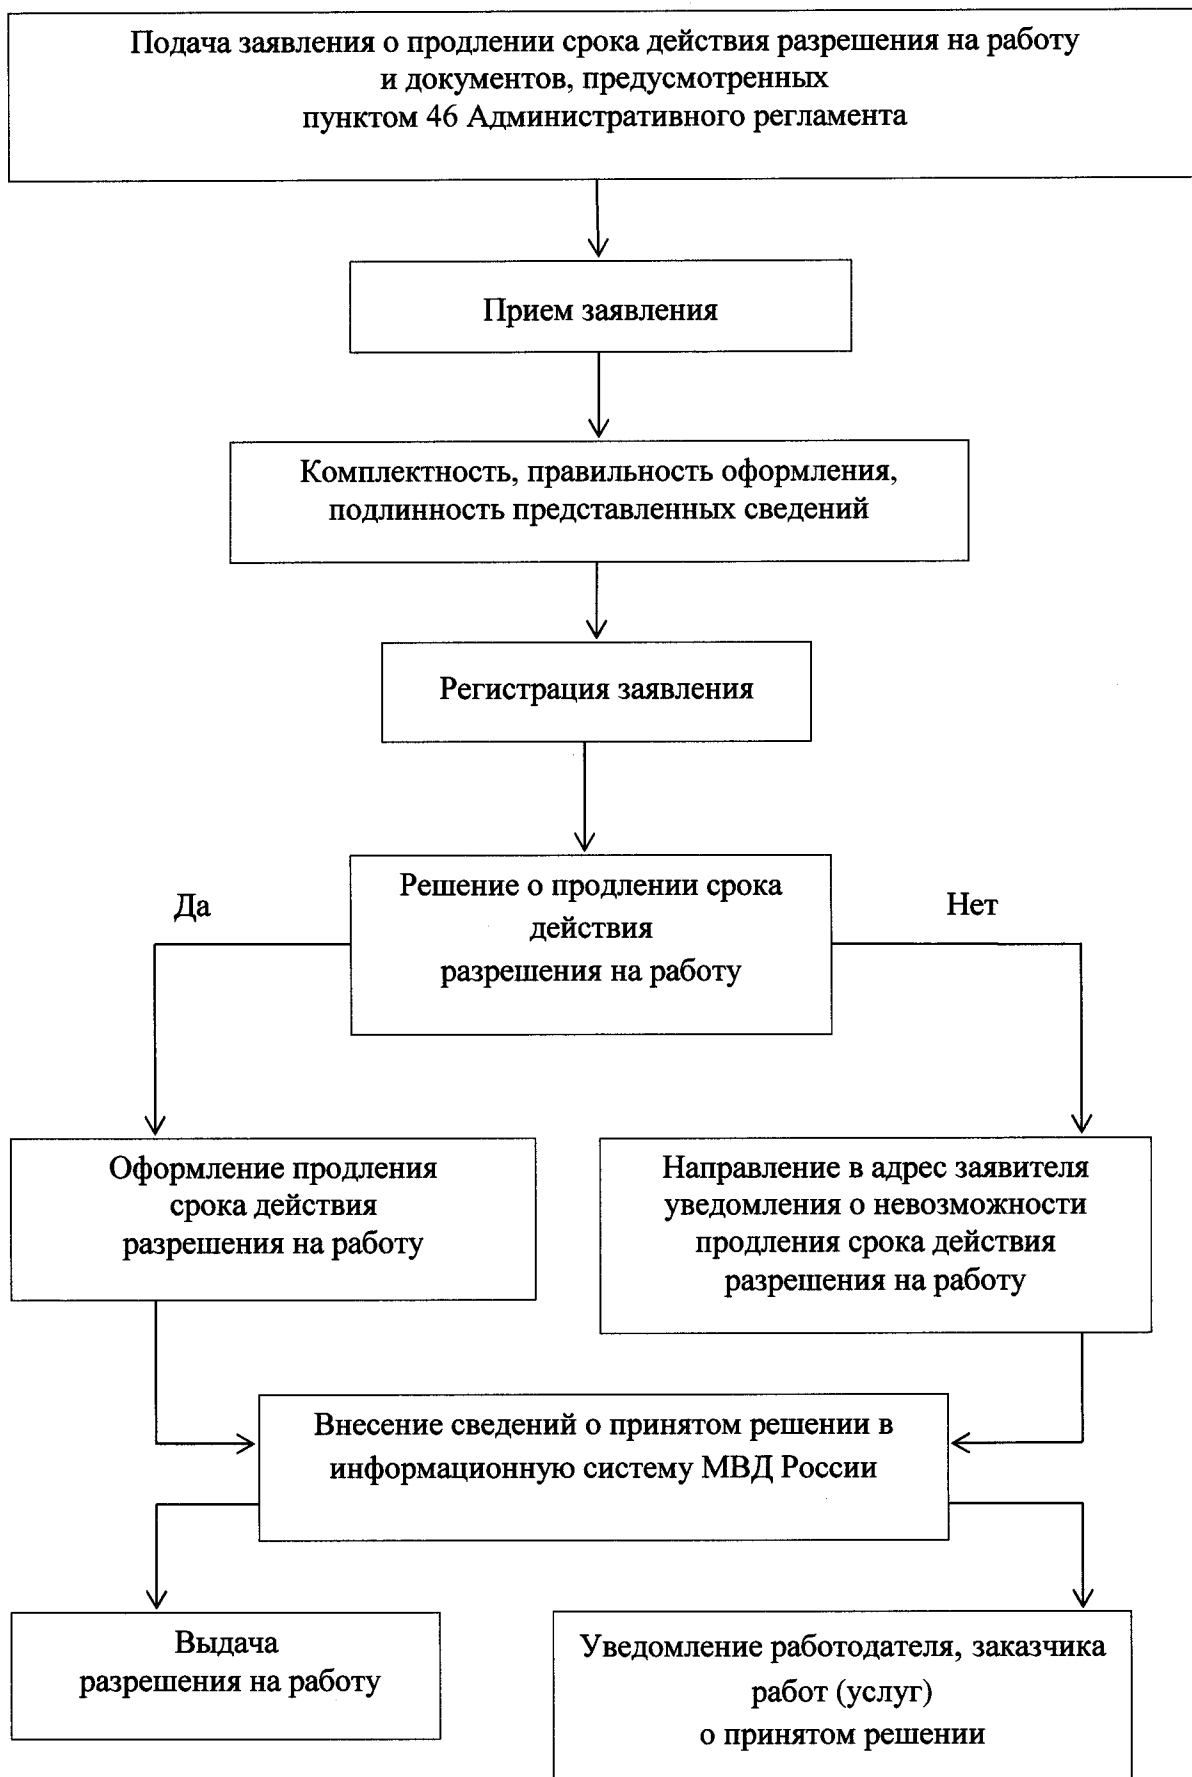 Подача заявления о продлении срока действия разрешения на работу
и документов, предусмотренных
пунктом 46 Административного регламента
Прием заявления
Комплектность, правильность оформления,
подлинность представленных сведений
Регистрация заявления
Решение о продлении срока
действия
разрешения на работу
Да
Нет
Оформление продления
срока действия
разрешения на работу
Направление в адрес заявителя
уведомления о невозможности
продления срока действия
разрешения на работу
Внесение сведений о принятом решении в
информационную систему МВД России
Выдача
разрешения на работу
Уведомление работодателя, заказчика
работ (услуг)
о принятом решении